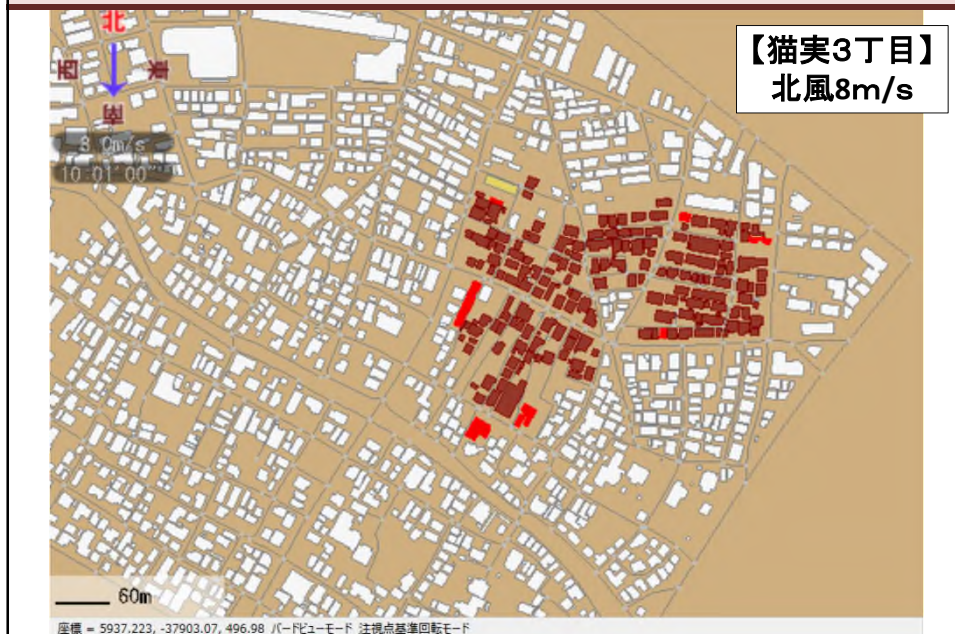 【猫実3丁目】
北風8m/s
北
西
東
南
8.0m/s
10:01'00"
60m
座標 = 5937.223, -37903.07, 496.98 バードビューモード 注視点基準回転モード